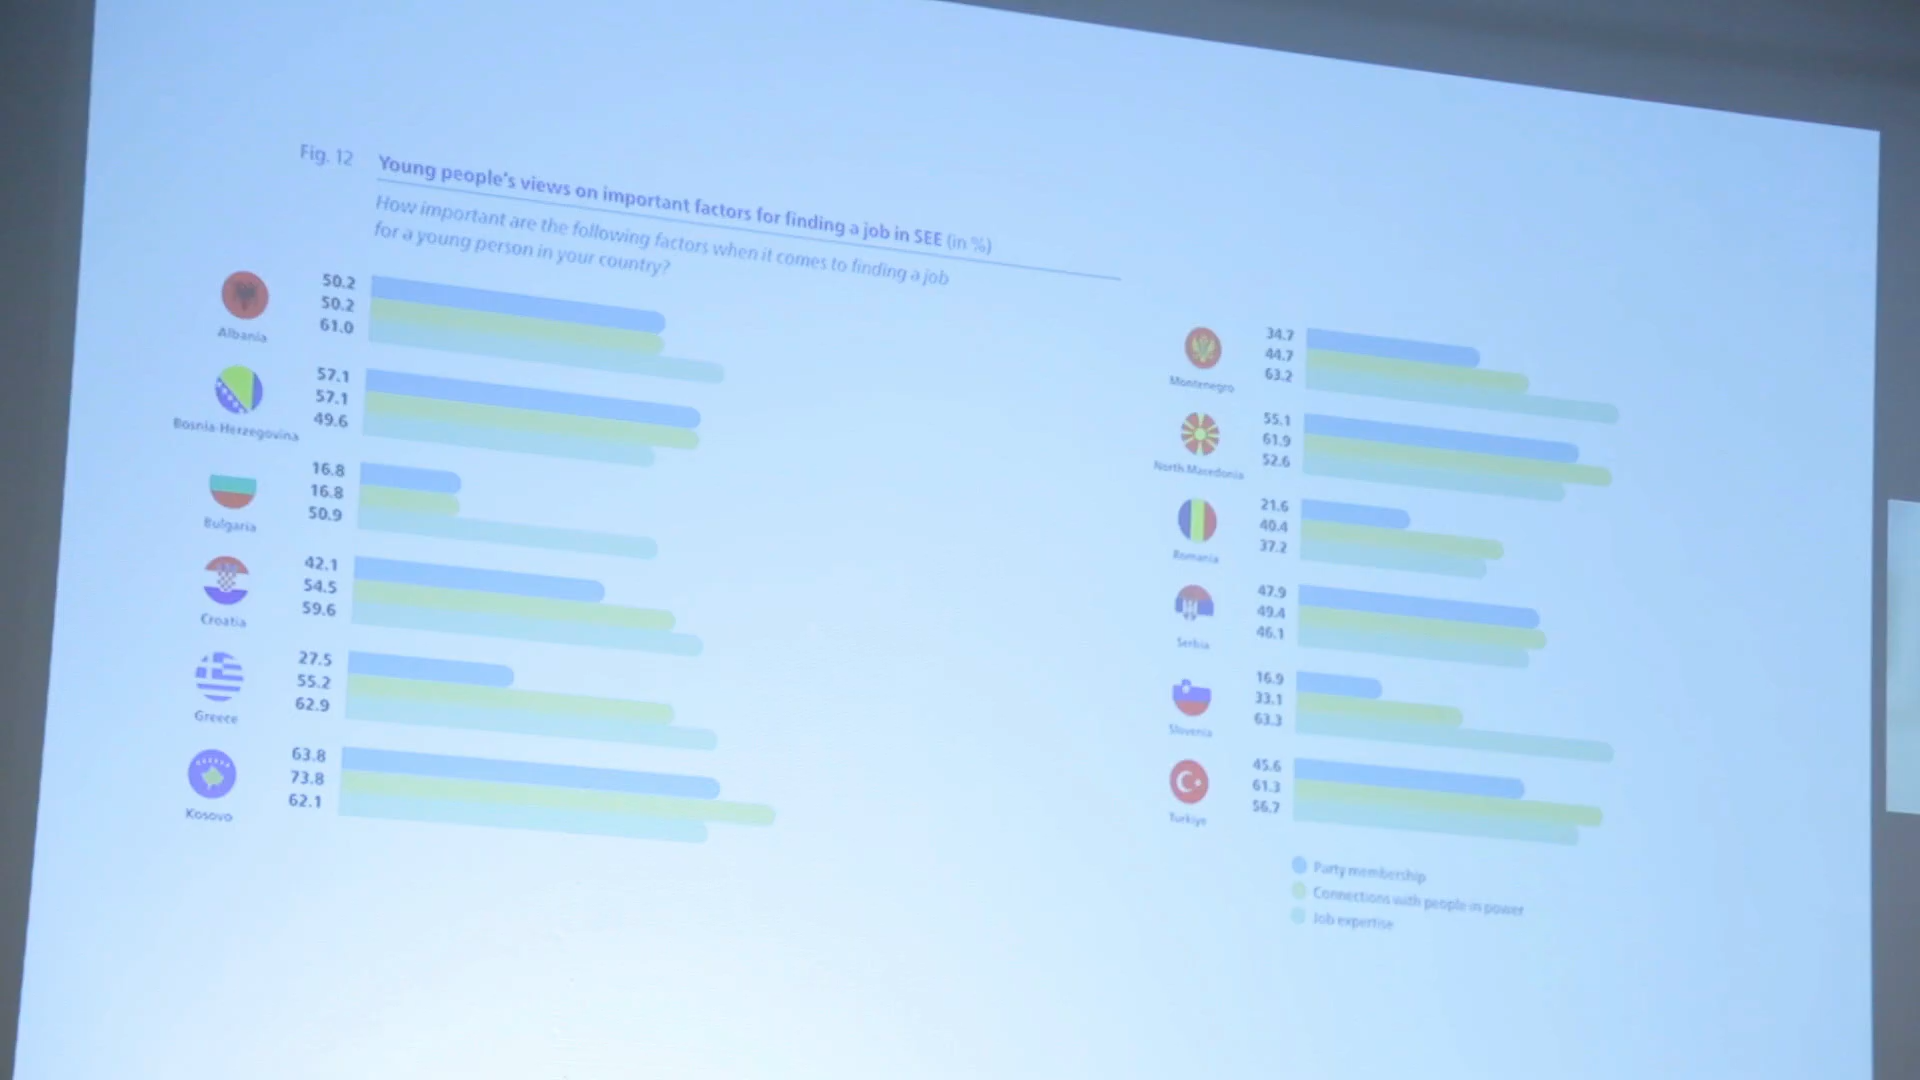 Fig. 12 Young people's views on important factors for finding a job in SEE (in %)
How important are the following factors when it comes to finding a job
for a young person in your country?
Albania
50.2
50.2
61.0
Bosnia-Herzegovina
57.1
57.1
49.6
Bulgaria
16.8
16.8
50.9
Croatia
42.1
54.5
59.6
Greece
27.5
55.2
62.9
Kosovo
63.8
73.8
62.1
Montenegro
34.7
44.7
63.2
North Macedonia
55.1
61.9
52.6
Romania
21.6
40.4
37.2
Serbia
47.9
49.4
46.1
Slovenia
16.9
33.1
63.3
Turkiye
45.6
61.3
56.7
Party membership
Connections with people in power
Job expertise